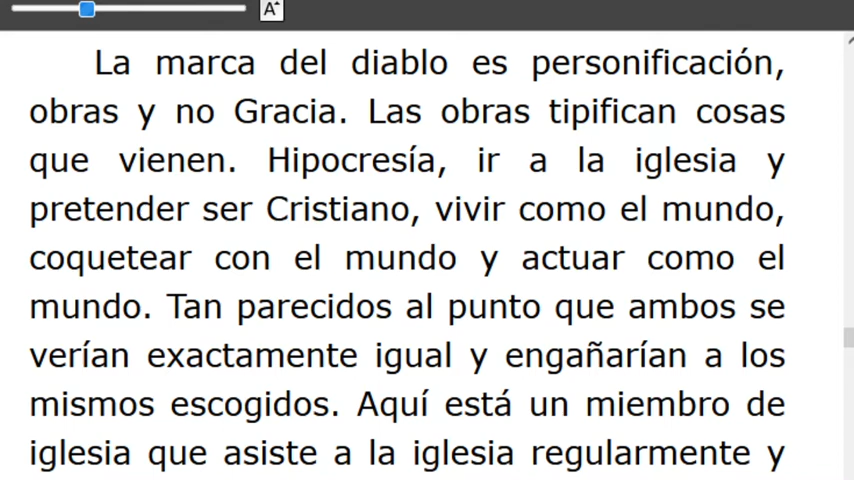 A
La marca del diablo es personificación,
obras y no Gracia. Las obras tipifican cosas
que vienen. Hipocresía, ir a la iglesia y
pretender ser Cristiano, vivir como el mundo,
coquetear con el mundo y actuar como el
mundo. Tan parecidos al punto que ambos se
verían exactamente igual y engañarían a los
mismos escogidos. Aquí está un miembro de
iglesia que asiste a la iglesia regularmente y